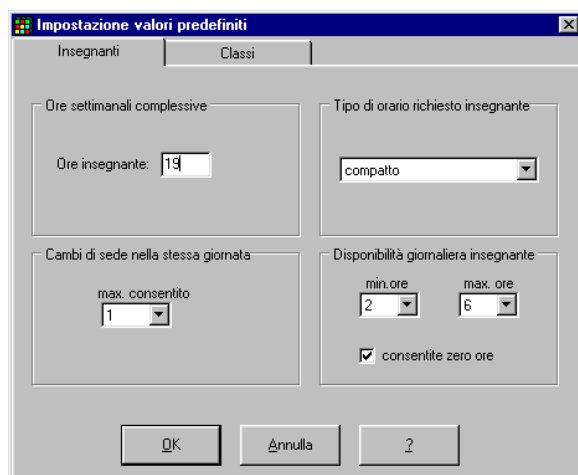 Impostazione valori predefiniti
Insegnanti Classi
Ore settimanali complessive
Ore insegnante: 19
Tipo di orario richiesto insegnante
compatto
Cambi di sede nella stessa giornata
max. consentito
1
Disponibilità giornaliera insegnante
min.ore max. ore
2 6
consentite zero ore
OK Annulla ?